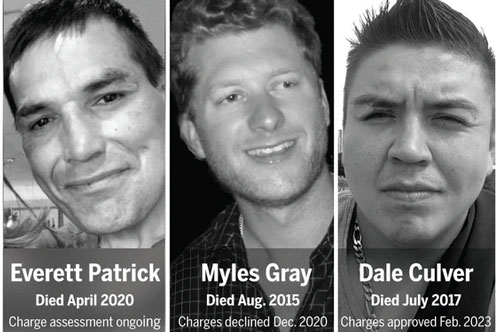 Everett Patrick
Died April 2020
Charge assessment ongoing
Myles Gray
Died Aug. 2015
Charges declined Dec. 2020
Dale Culver
Died July 2017
Charges approved Feb. 2023